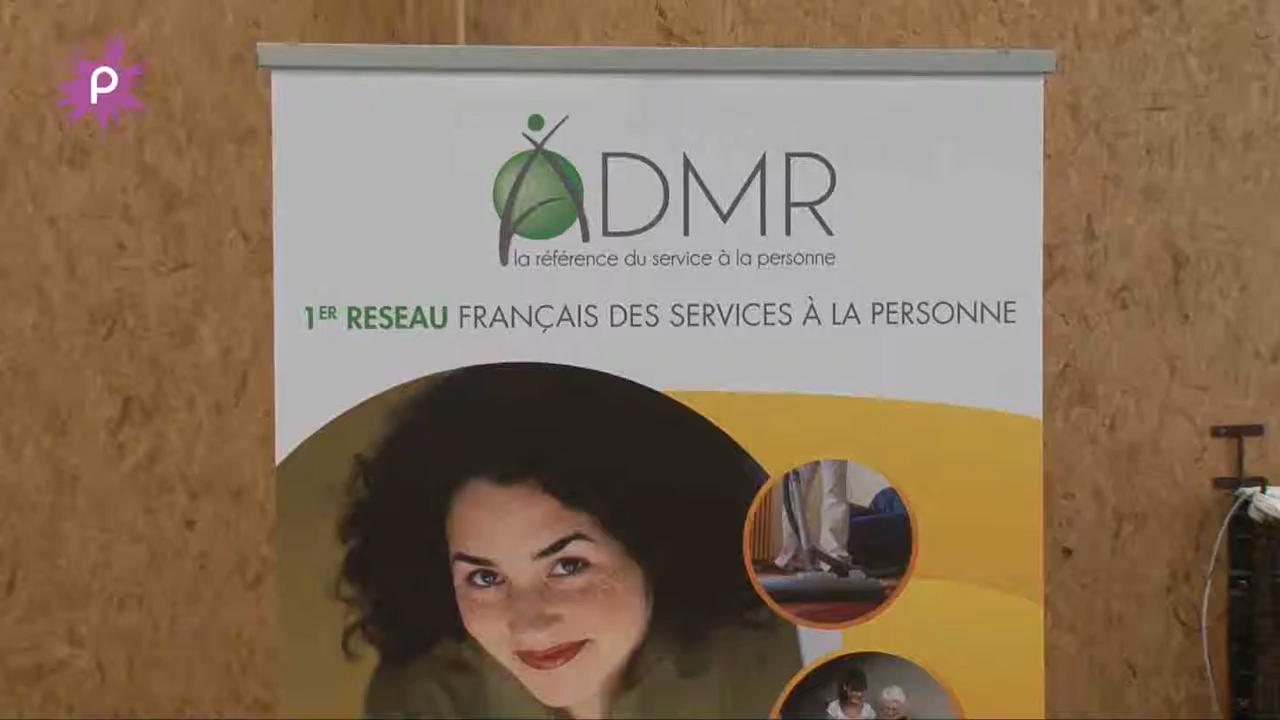 P
ADMR
la référence du service à la personne
1ER RESEAU FRANÇAIS DES SERVICES À LA PERSONNE